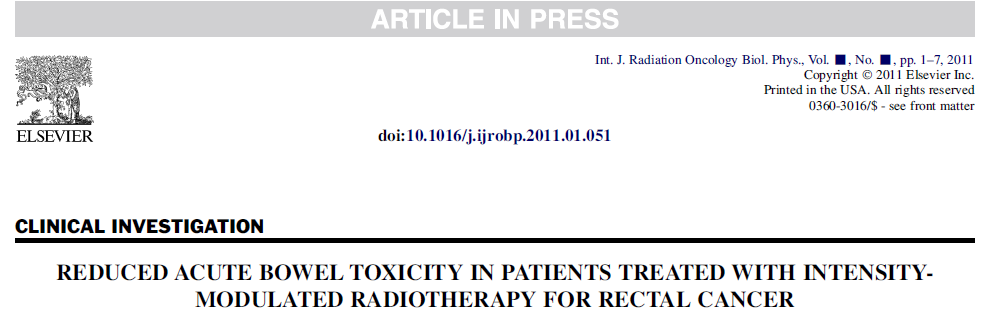 ARTICLE IN PRESS
Int. J. Radiation Oncology Biol. Phys., Vol. ■, No. ■, pp. 1–7, 2011
Copyright © 2011 Elsevier Inc.
Printed in the USA. All rights reserved
0360-3016/$ - see front matter
ELSEVIER
doi:10.1016/j.ijrobp.2011.01.051
CLINICAL INVESTIGATION
REDUCED ACUTE BOWEL TOXICITY IN PATIENTS TREATED WITH INTENSITY-
MODULATED RADIOTHERAPY FOR RECTAL CANCER